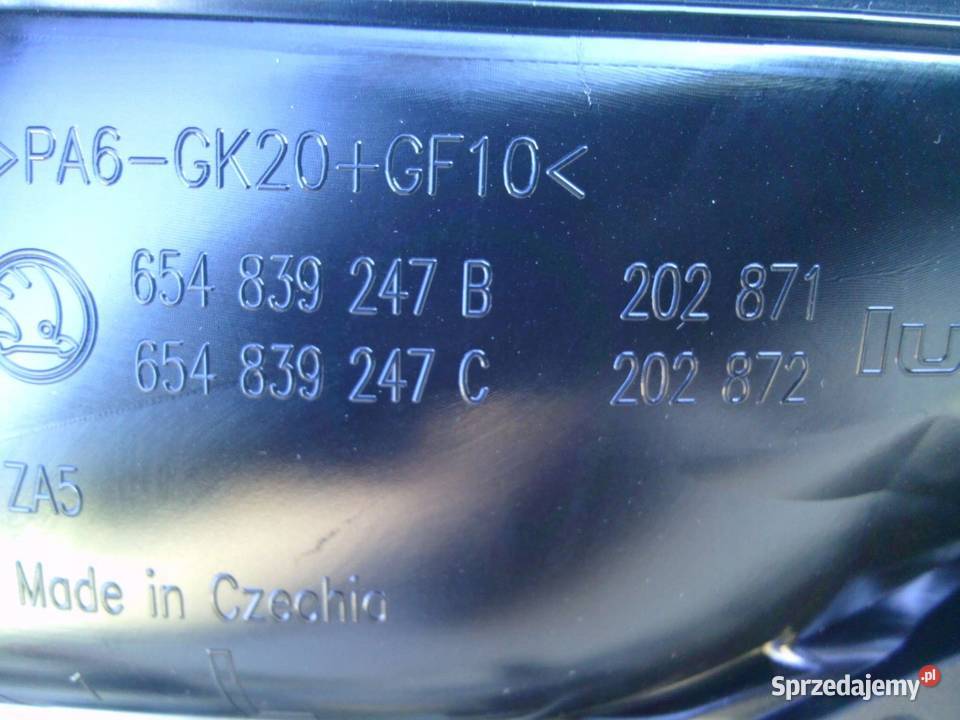 >PA6-GK20+GF10<
654 839 247 B 202 871
654 839 247 C 202 872
ZA5
Made in Czechia
Sprzedajemy.pl